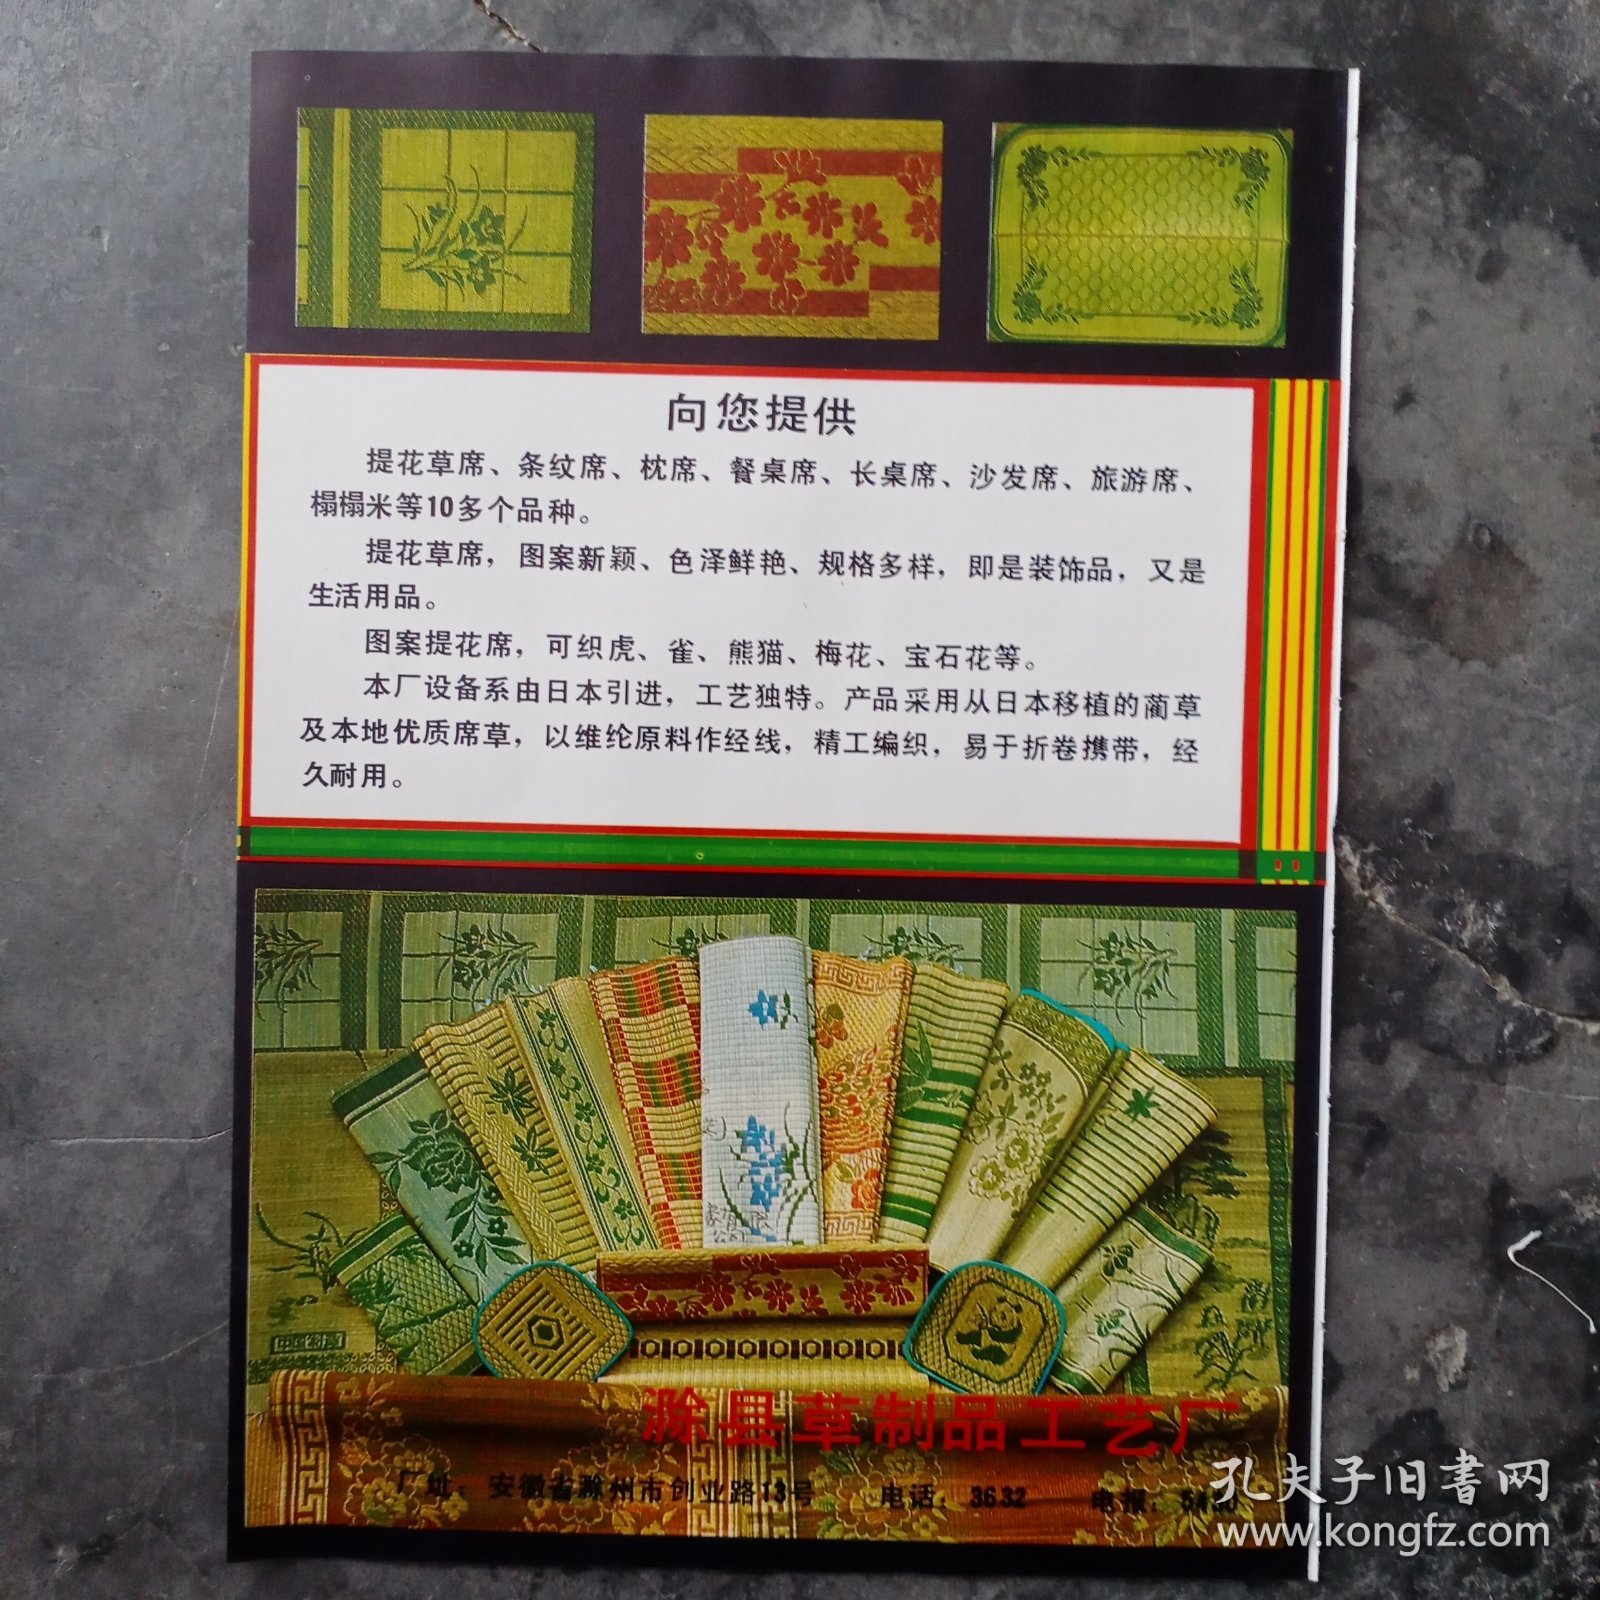 向您提供
提花草席、条纹席、枕席、餐桌席、长桌席、沙发席、旅游席、
榻榻米等10多个品种。
提花草席，图案新颖、色泽鲜艳、规格多样，即是装饰品，又是
生活用品。
图案提花席，可织虎、雀、熊猫、梅花、宝石花等。
本厂设备系由日本引进，工艺独特。产品采用从日本移植的蔺草
及本地优质席草，以维纶原料作经线，精工编织，易于折卷携带，经
久耐用。
滁县草制品工艺厂
厂址：安徽省滁州市创业路13号 电话：3632 电报：
孔夫子旧書网
www.kongfz.com